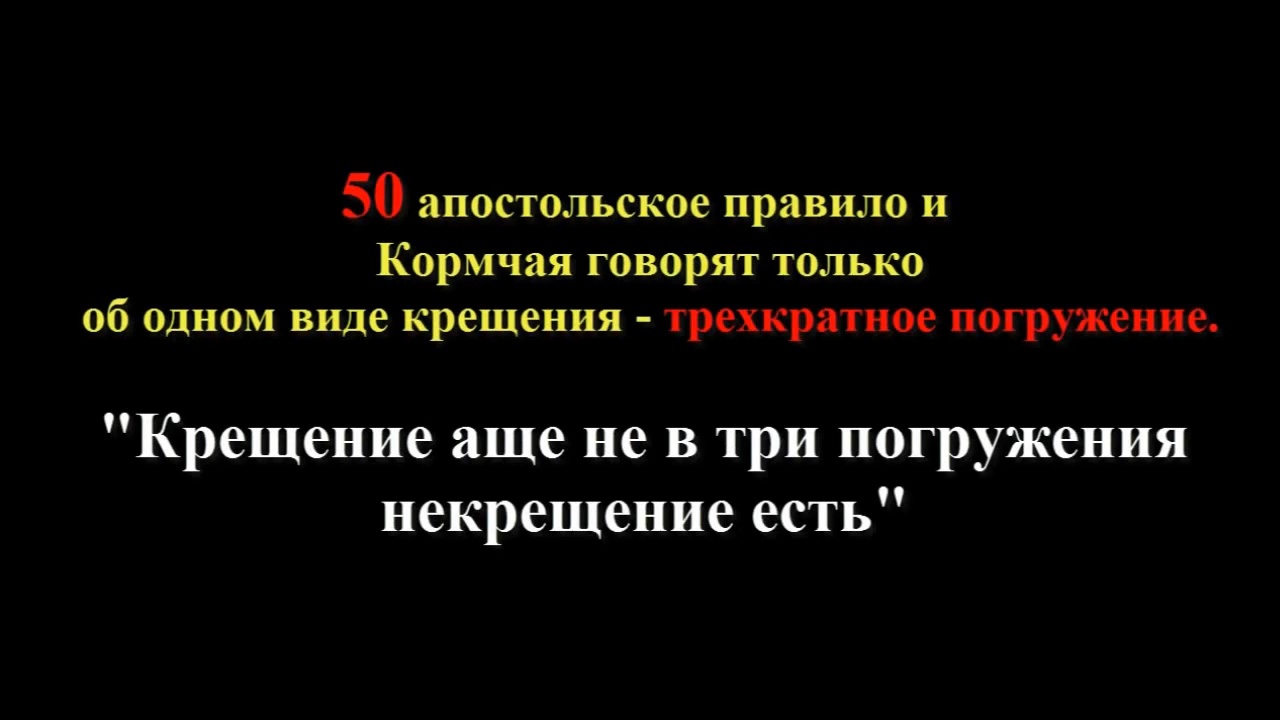 50 апостольское правило и
Кормчая говорят только
об одном виде крещения - трехкратное погружение.
"Крещение аще не в три погружения
некрещение есть"